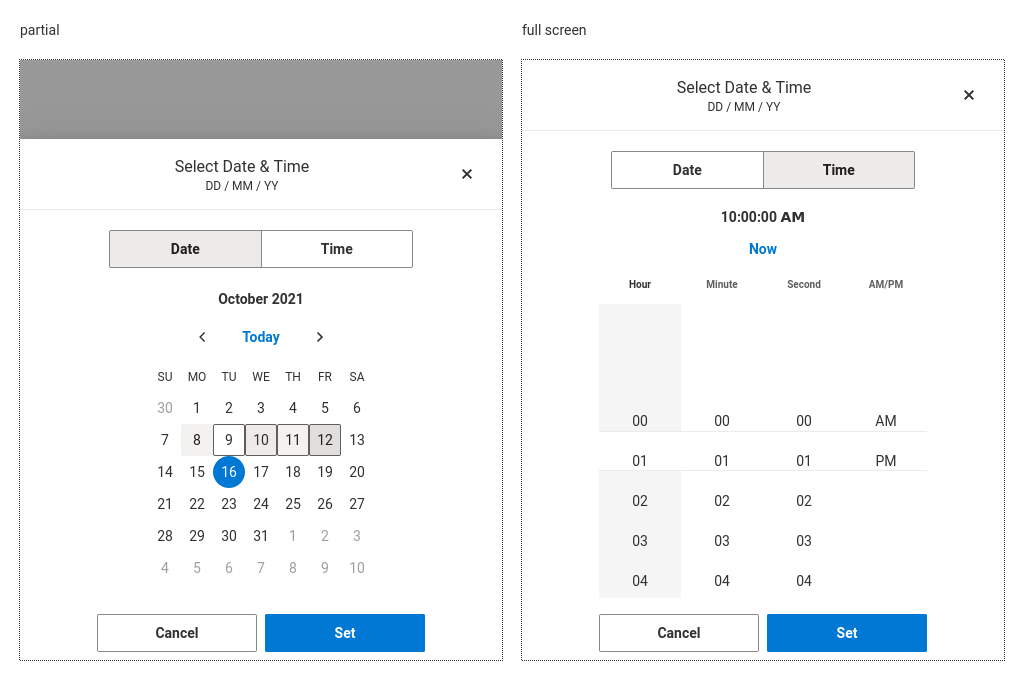 partial
Select Date & Time
DD / MM / YY
×
Date Time
October 2021
Today
SU MO TU WE TH FR SA
30 1 2 3 4 5 6
7 8 9 10 11 12 13
14 15 16 17 18 19 20
21 22 23 24 25 26 27
28 29 30 31 1 2 3
4 5 6 7 8 9 10
Cancel Set
full screen
Select Date & Time
DD / MM / YY
×
Date Time
10:00:00 AM
Now
Hour Minute Second AM/PM
00 00 00 AM
01 01 01 PM
02 02 02
03 03 03
04 04 04
Cancel Set